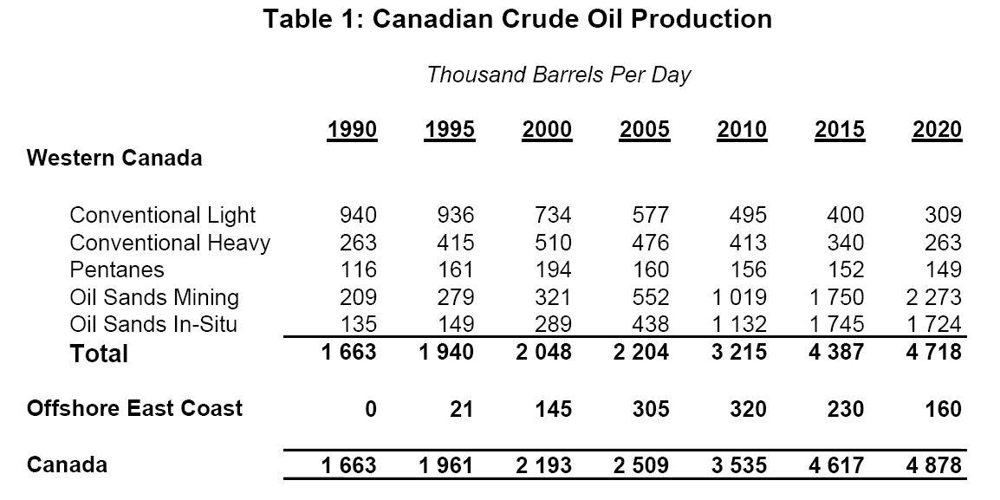 Table 1: Canadian Crude Oil Production
Thousand Barrels Per Day
1990 1995 2000 2005 2010 2015 2020
Western Canada
Conventional Light 940 936 734 577 495 400 309
Conventional Heavy 263 415 510 476 413 340 263
Pentanes 116 161 194 160 156 152 149
Oil Sands Mining 209 279 321 552 1 019 1 750 2 273
Oil Sands In-Situ 135 149 289 438 1 132 1 745 1 724
Total 1 663 1 940 2 048 2 204 3 215 4 387 4 718
Offshore East Coast 0 21 145 305 320 230 160
Canada 1 663 1 961 2 193 2 509 3 535 4 617 4 878